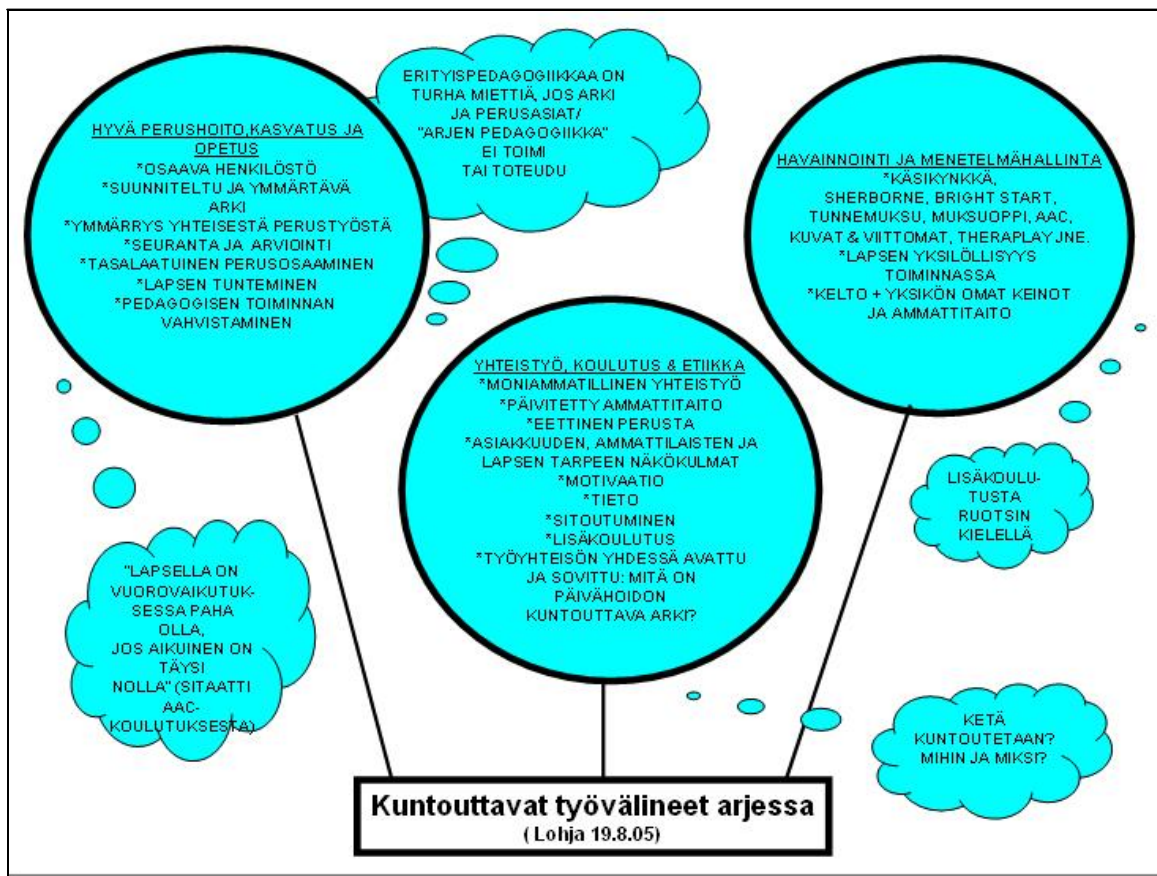 ERITYISPEDAGOGIIKKAA ON
TURHA MIETTIÄ, JOS ARKI
JA PERUSASIAT/
"ARJEN PEDAGOGIIKKA"
EI TOIMI
TAI TOTEUDU
HYVÄ PERUSHOITO,KASVATUS JA
OPETUS
*OSAAVA HENKILÖSTÖ
*SUUNNITELTU JA YMMÄRTÄVÄ
ARKI
*YMMÄRRYS YHTEISESTÄ PERUSTYÖSTÄ
*SEURANTA JA ARVIOINTI
*TASALAATUINEN PERUSOSAAMINEN
*LAPSEN TUNTEMINEN
*PEDAGOGISEN TOIMINNAN
VAHVISTAMINEN
HAVAINNOINTI JA MENETELMÄHALLINTA
*KÄSIKYNKKÄ,
SHERBORNE, BRIGHT START,
TUNNEMUKSU, MUKSUOPPI, AAC,
KUVAT & VIITTOMAT, THERAPLAY JNE.
*LAPSEN YKSILÖLLISYYS
TOIMINNASSA
*KELTO + YKSIKÖN OMAT KEINOT
JA AMMATTITAITO
YHTEISTYÖ, KOULUTUS & ETIIKKA
*MONIAMMATILLINEN YHTEISTYÖ
*PÄIVITETTY AMMATTITAITO
*EETTINEN PERUSTA
*ASIAKKUUDEN, AMMATTILAISTEN JA
LAPSEN TARPEEN NÄKÖKULMAT
*MOTIVAATIO
*TIETO
*SITOUTUMINEN
*LISÄKOULUTUS
*TYÖYHTEISÖN YHDESSÄ AVATTU
JA SOVITTU: MITÄ ON
PÄIVÄHOIDON
KUNTOUTTAVA ARKI?
LISÄKOULU-
TUSTA
RUOTSIN
KIELELLÄ
"LAPSELLA ON
VUOROVAIKUTUK-
SESSA PAHA
OLLA,
JOS AIKUINEN ON
TÄYSI
NOLLA" (SITAATTI
AAC-
KOULUTUKSESTA)
KETÄ
KUNTOUTETAAN?
MIHIN JA MIKSI?
Kuntouttavat työvälineet arjessa
( Lohja 19.8.05)